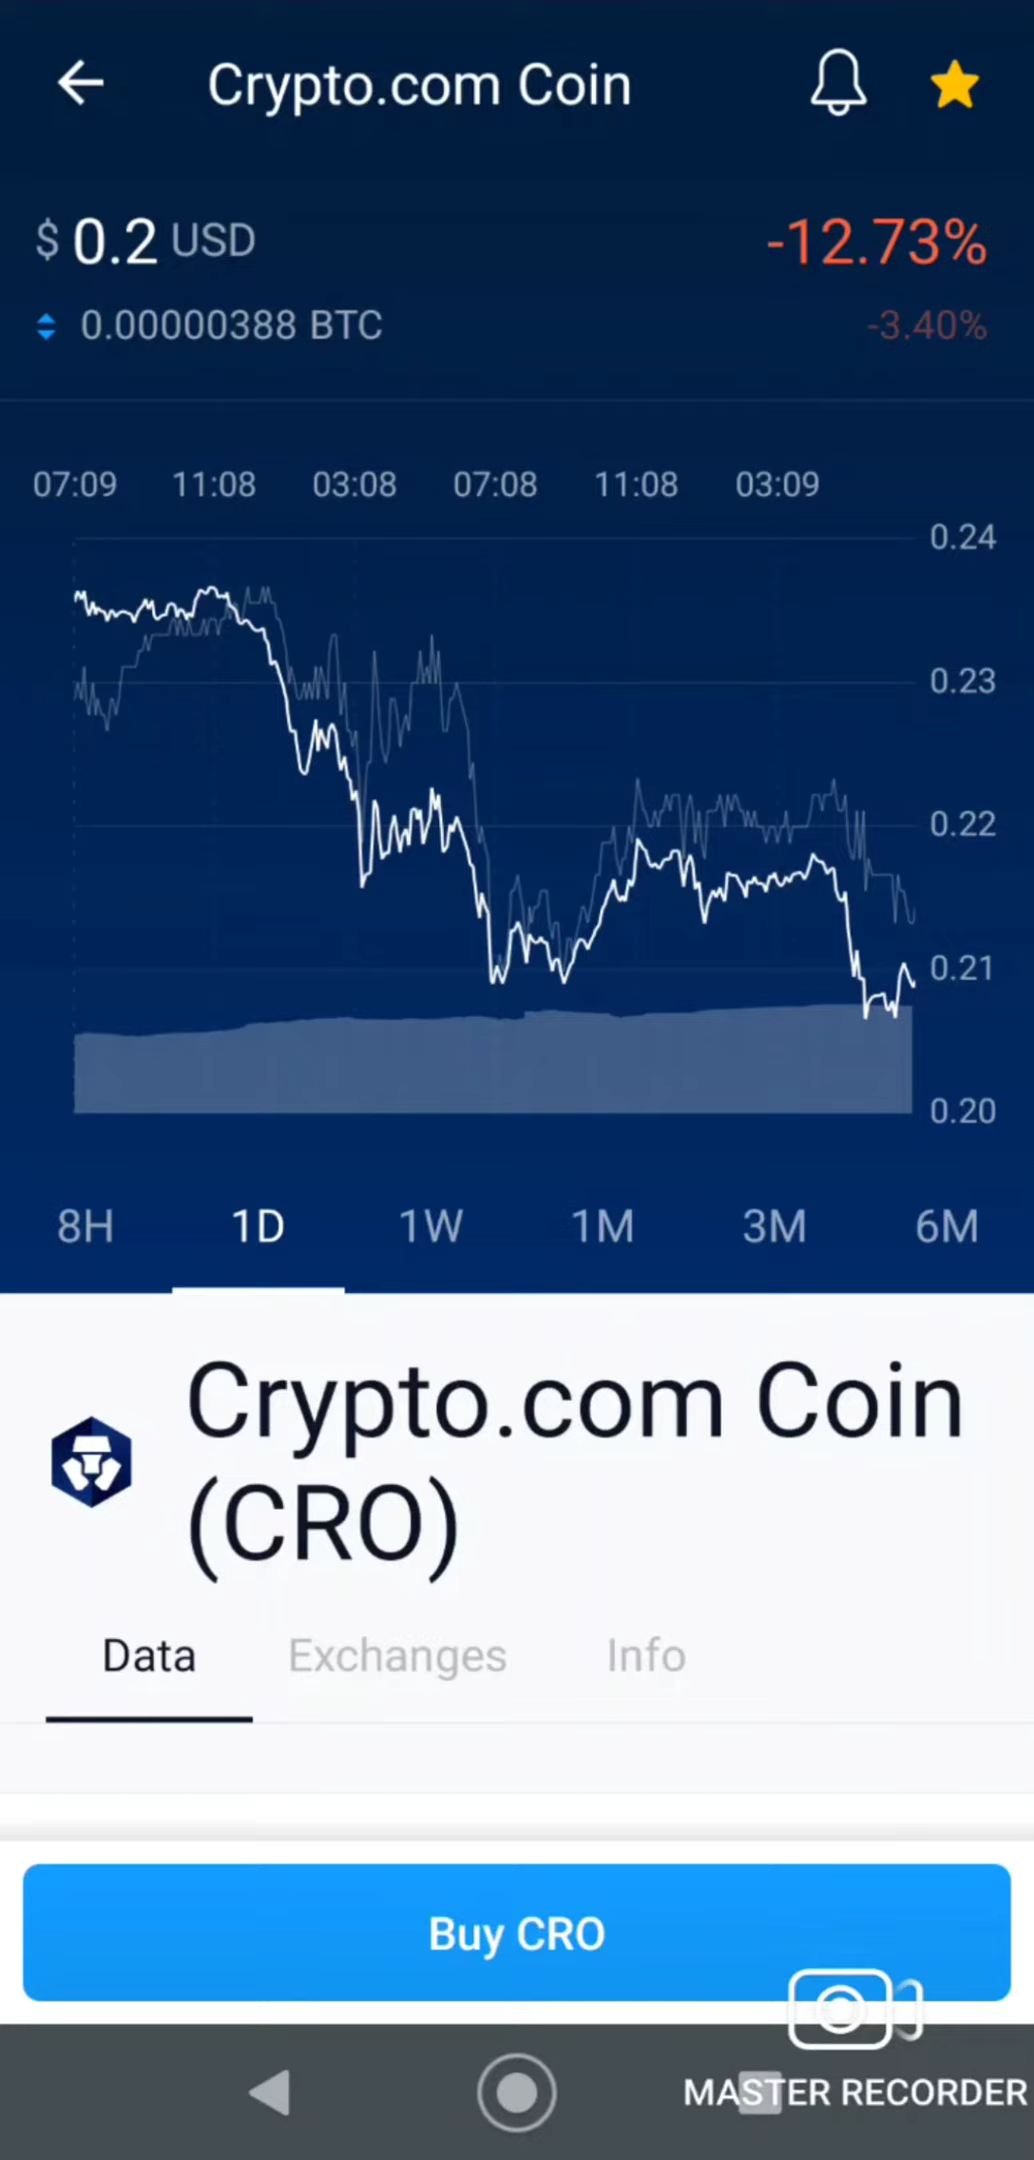 Crypto.com Coin
$ 0.2 USD
-12.73%
0.00000388 BTC
-3.40%
07:09 11:08 03:08 07:08 11:08 03:09
0.24
0.23
0.22
0.21
0.20
8H 1D 1W 1M 3M 6M
Crypto.com Coin
(CRO)
Data Exchanges Info
Buy CRO
MASTER RECORDER